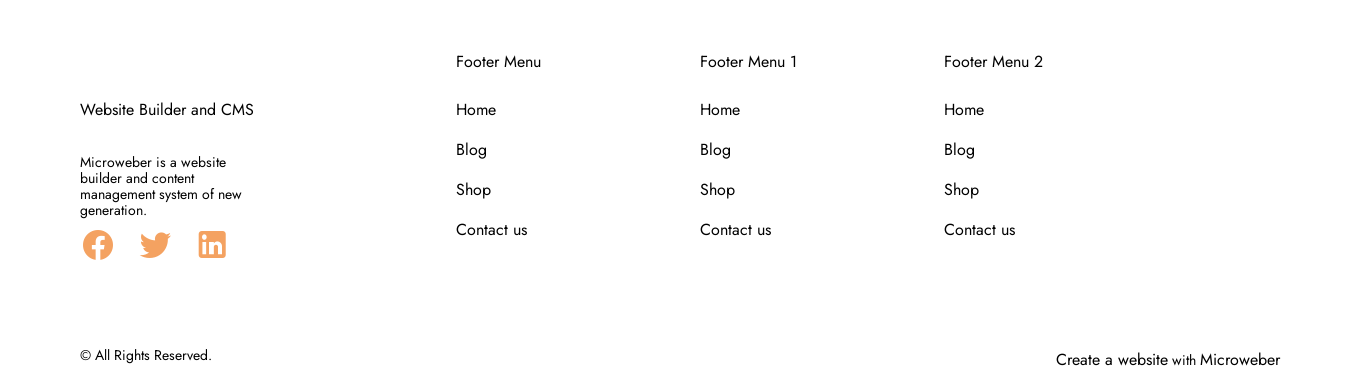 Website Builder and CMS
Microweber is a website
builder and content
management system of new
generation.
Footer Menu
Home
Blog
Shop
Contact us
Footer Menu 1
Home
Blog
Shop
Contact us
Footer Menu 2
Home
Blog
Shop
Contact us
© All Rights Reserved.
Create a website with Microweber